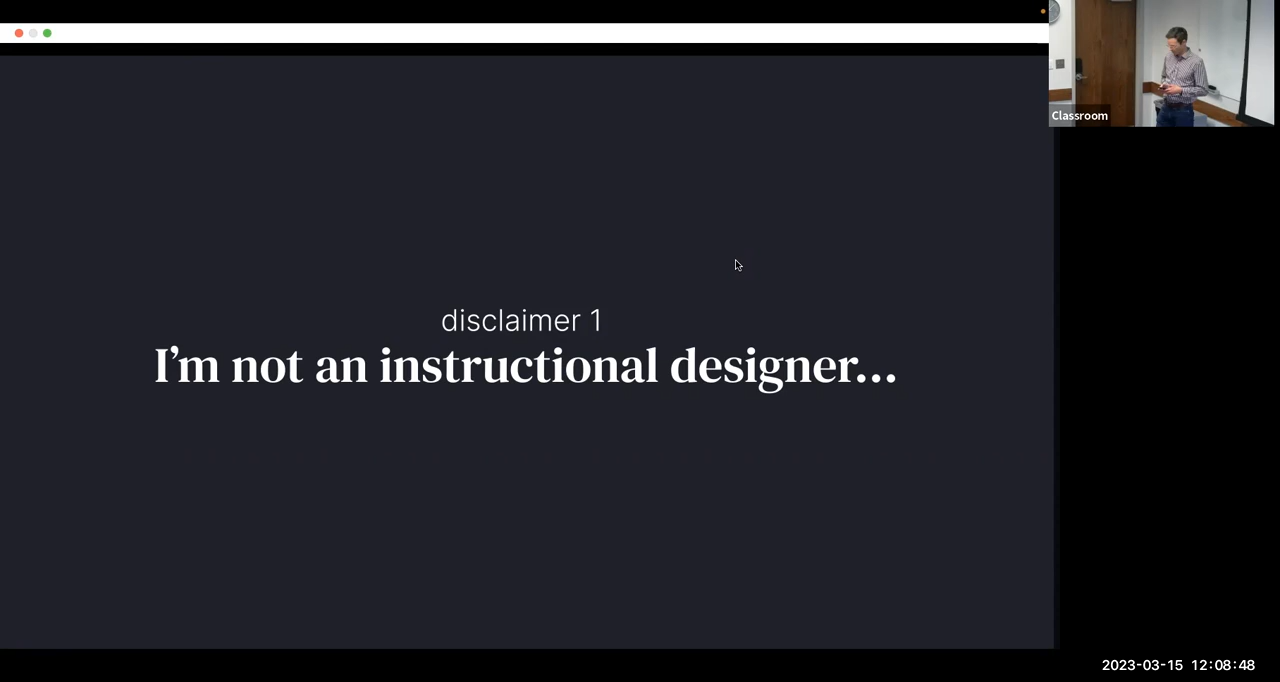 Classroom
disclaimer 1
I’m not an instructional designer...
2023-03-15 12:08:48